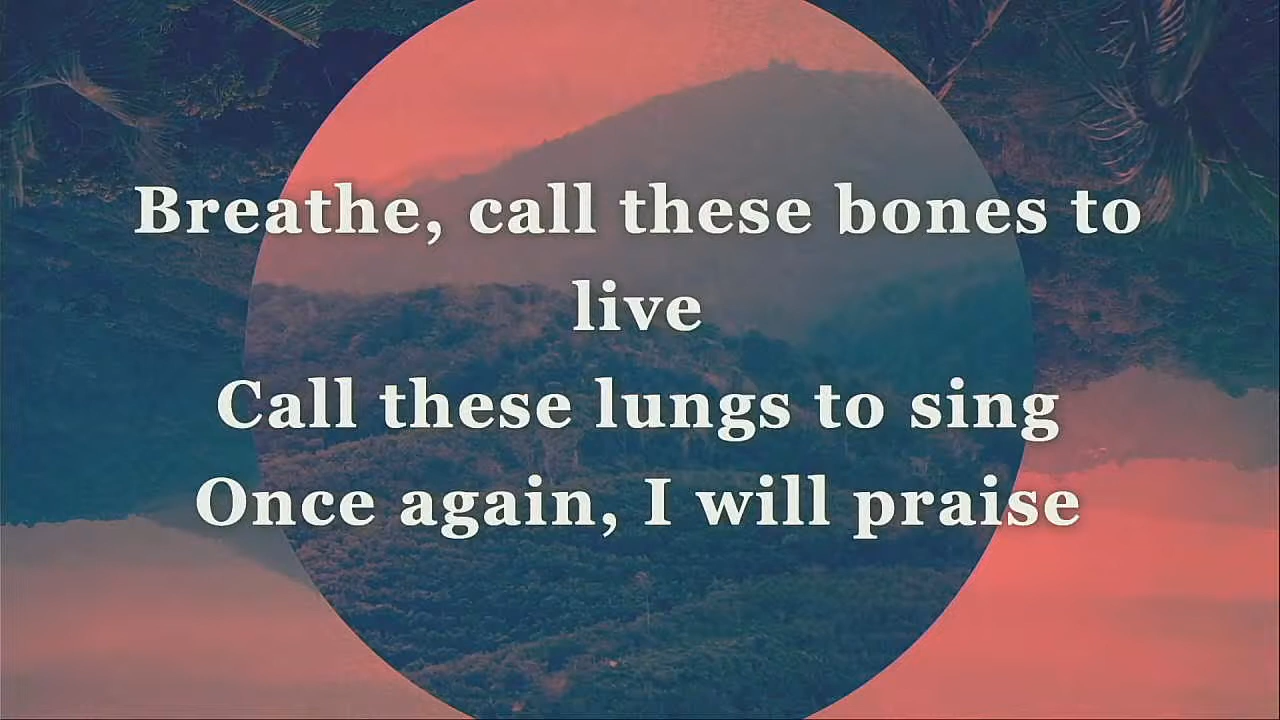 Breathe, call these bones to
live
Call these lungs to sing
Once again, I will praise